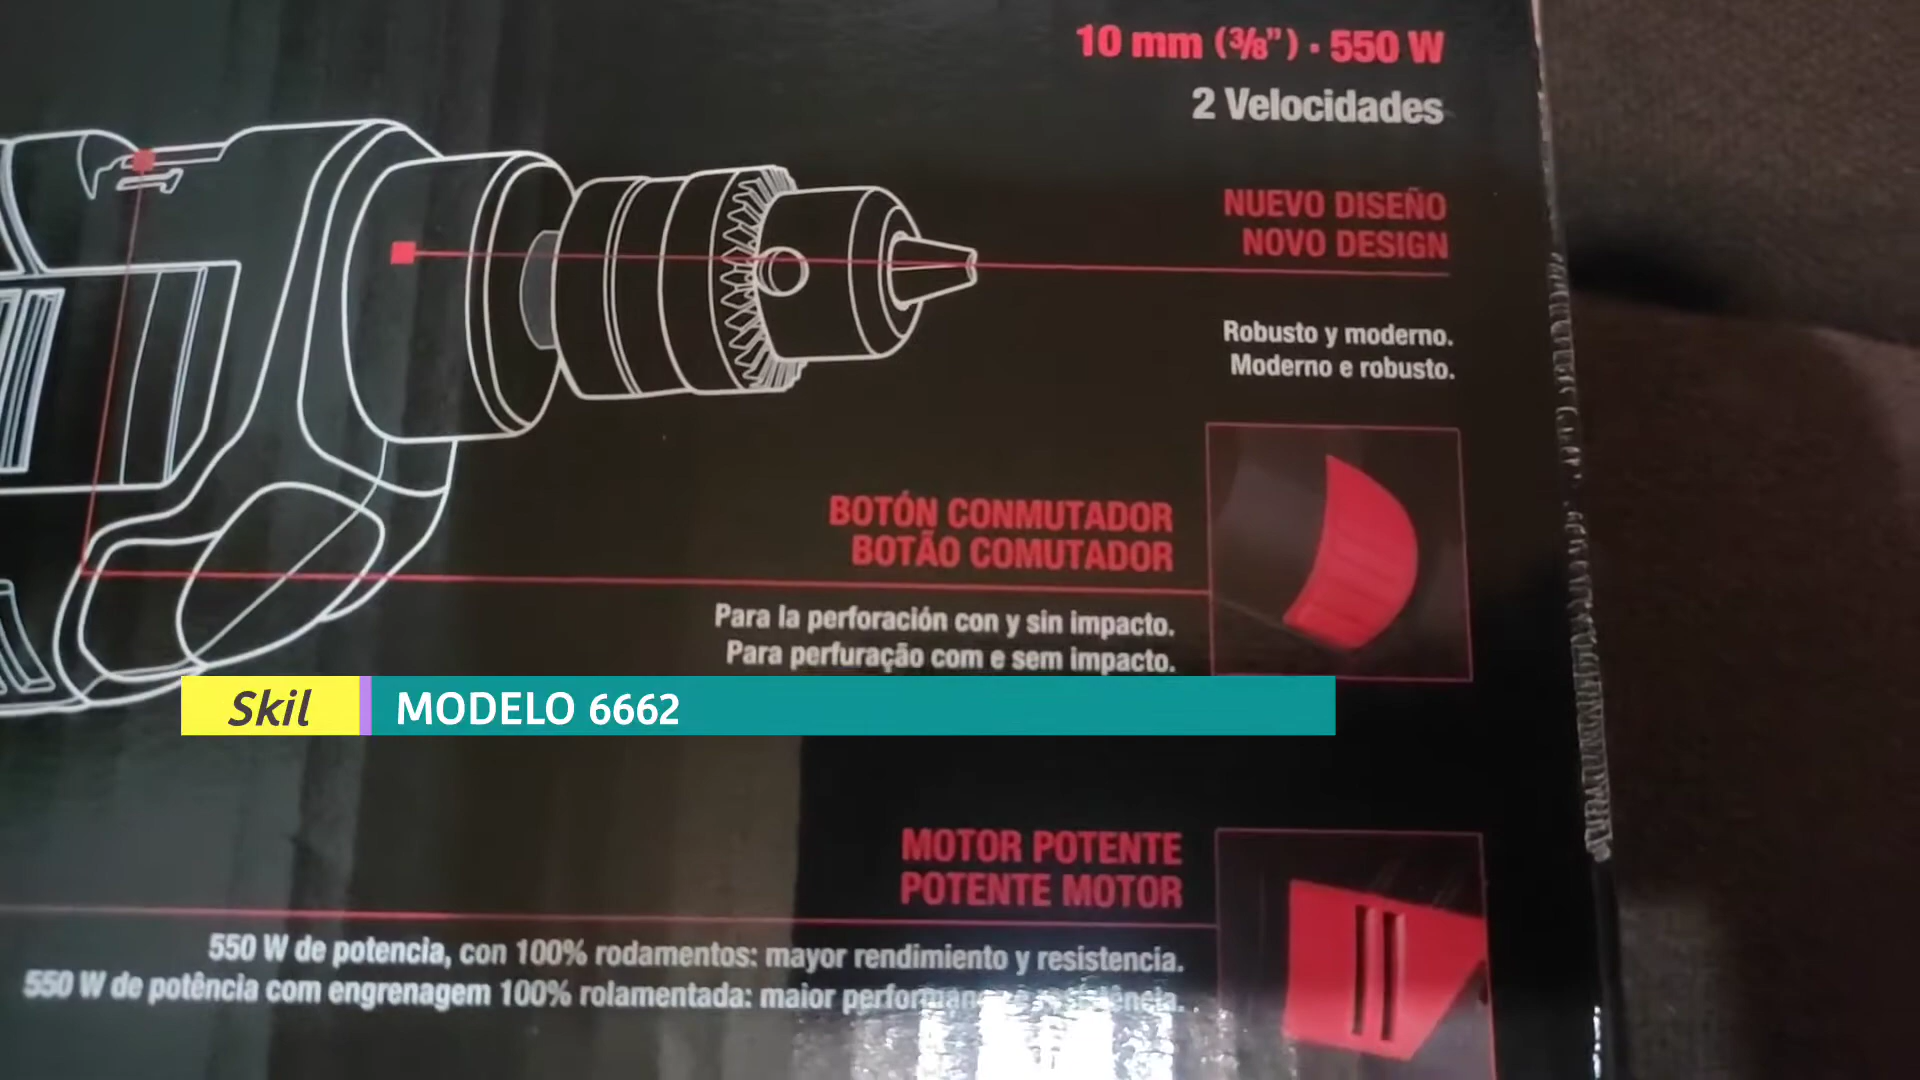 10 mm (3/8") · 550 W
2 Velocidades
NUEVO DISEÑO
NOVO DESIGN
Robusto y moderno.
Moderno e robusto.
BOTÓN CONMUTADOR
BOTÃO COMUTADOR
Para la perforación con y sin impacto.
Para perfuração com e sem impacto.
Skil MODELO 6662
MOTOR POTENTE
POTENTE MOTOR
550 W de potencia, con 100% rodamentos: mayor rendimiento y resistencia.
550 W de potência com engrenagem 100% rolamentada: maior performance e resistência.